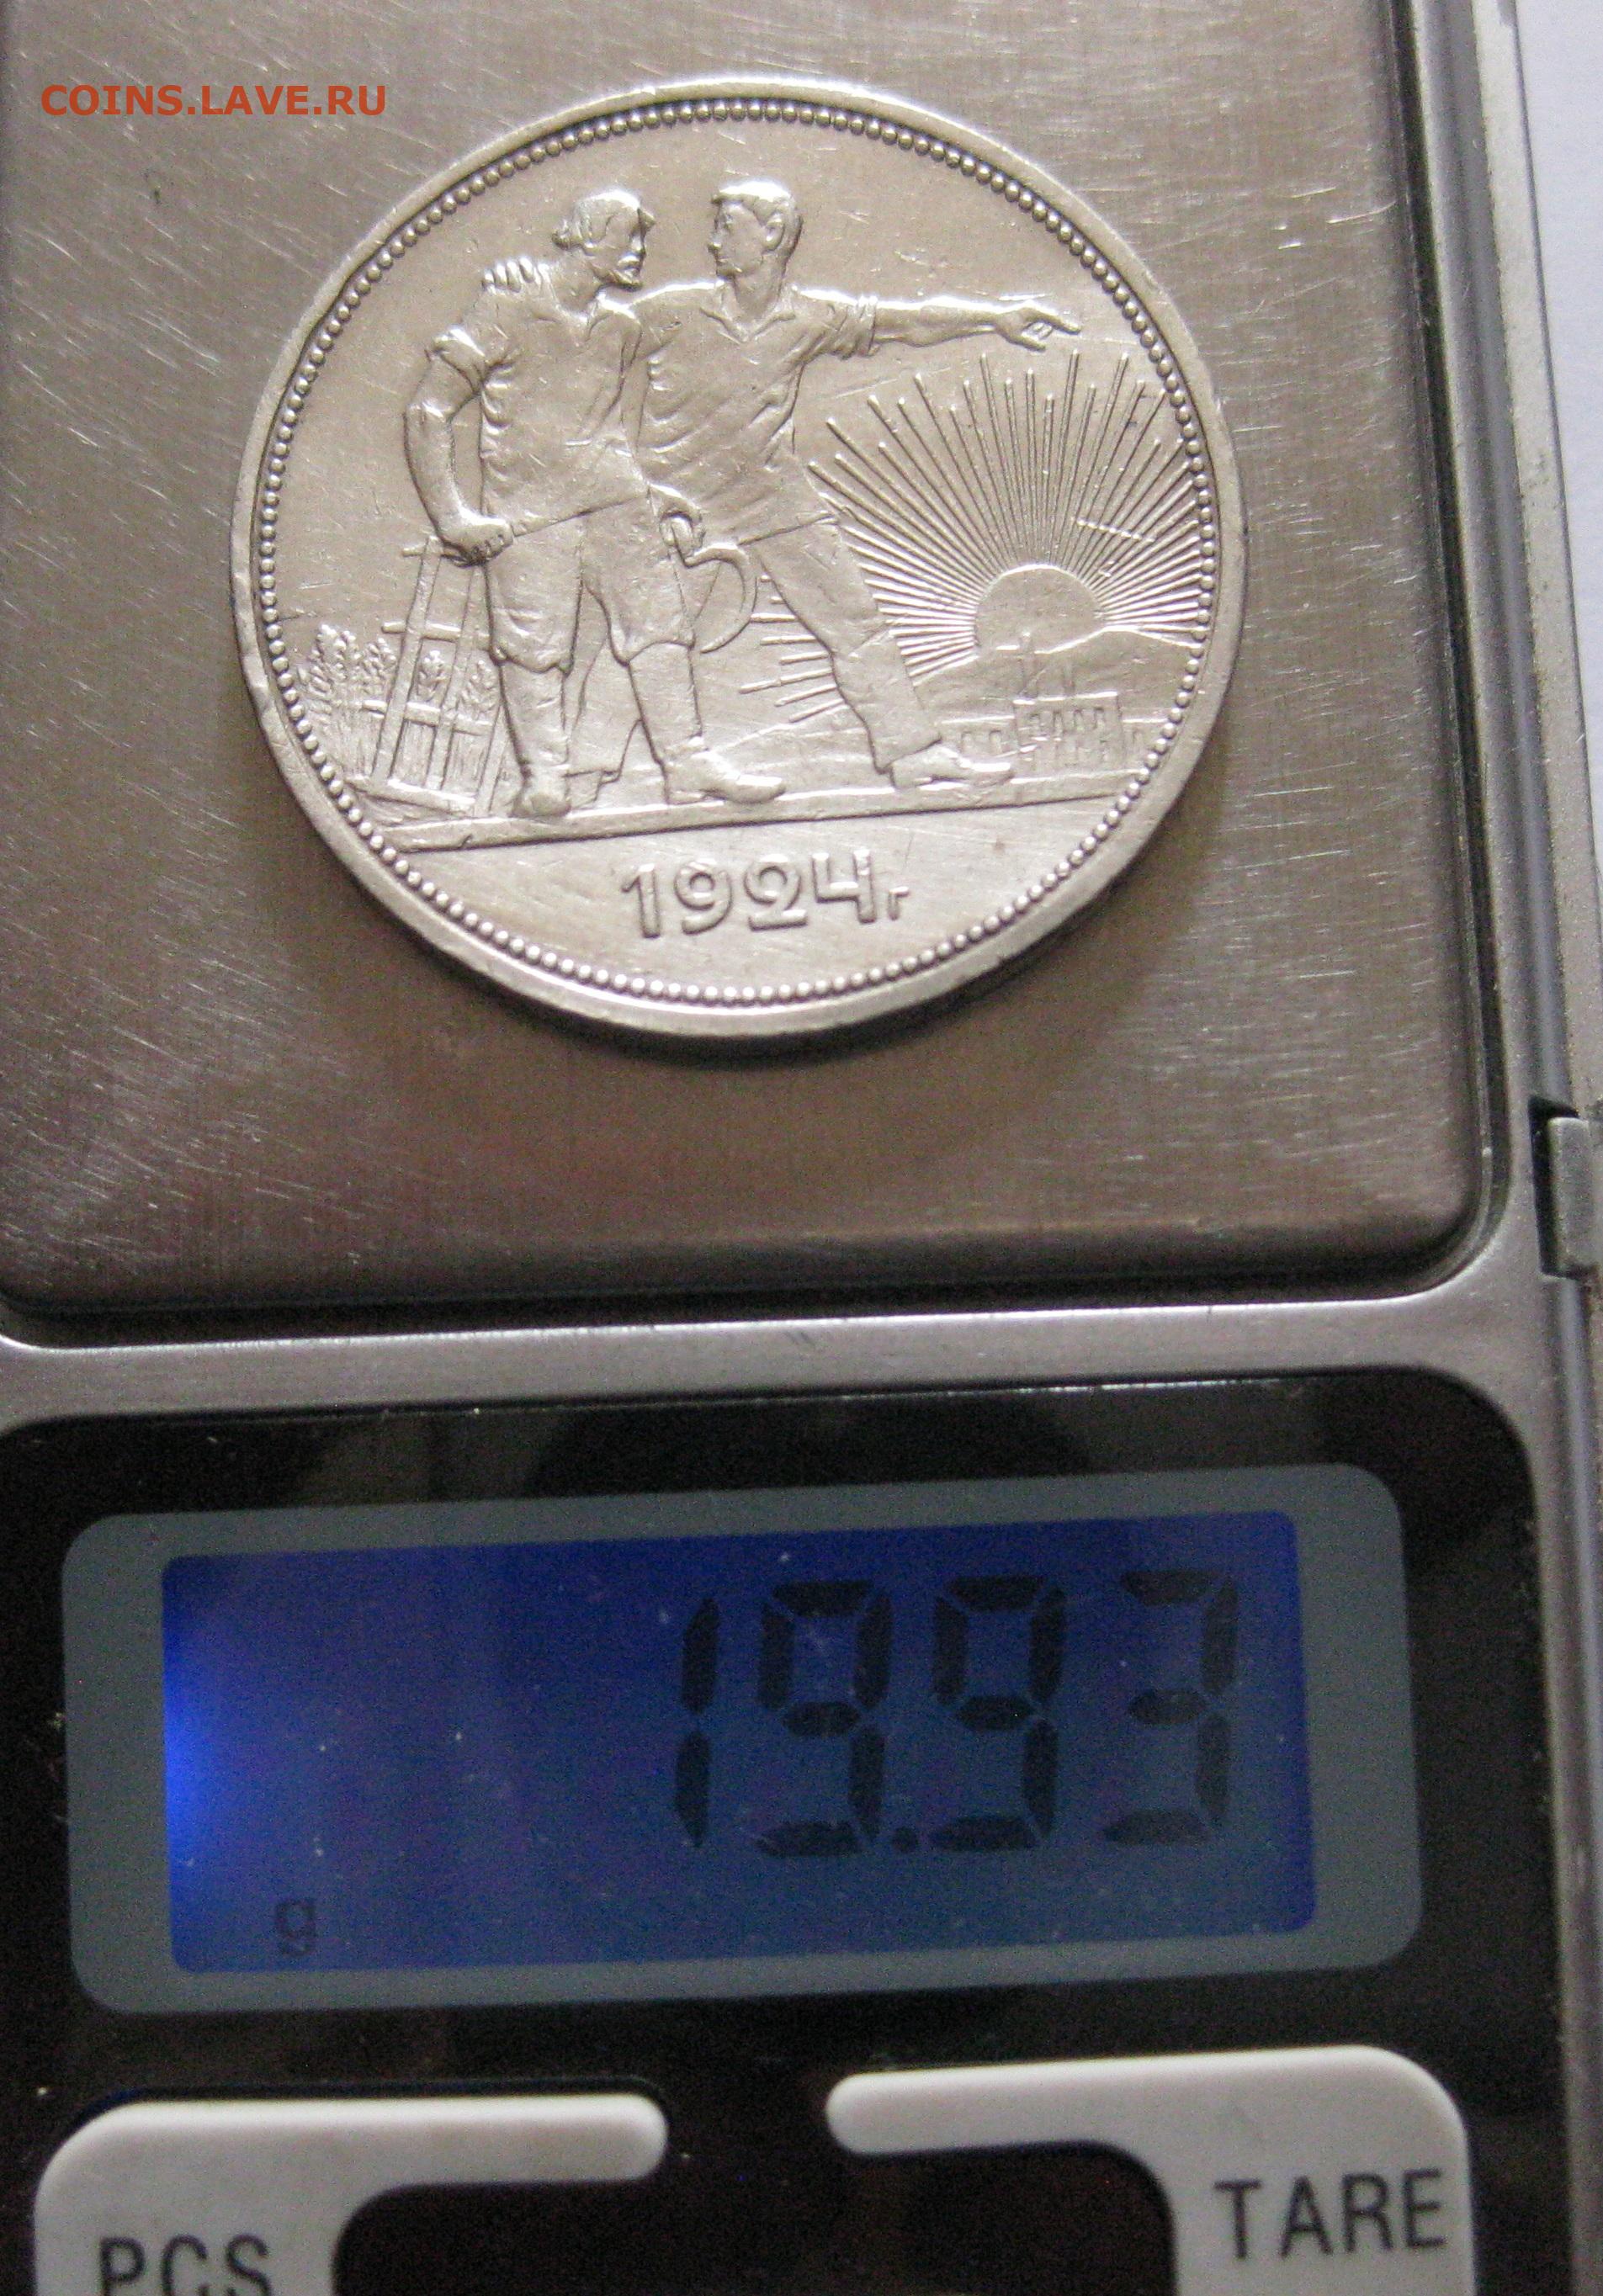 COINS.LAVE.RU
1924г
19.93
g
PCS
TARE